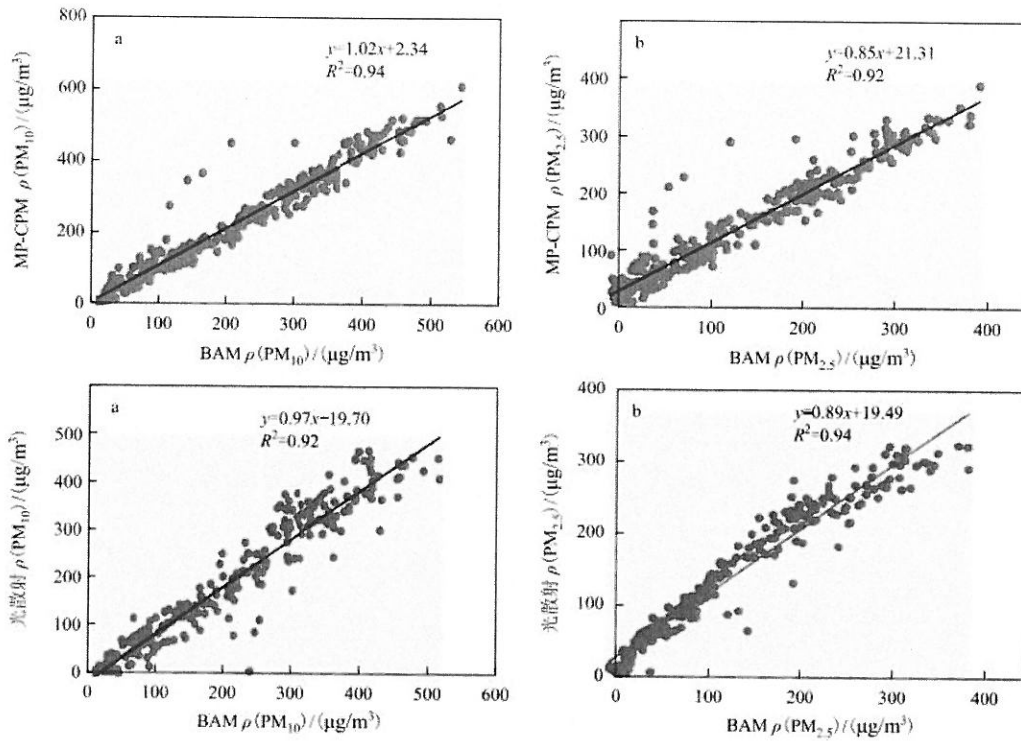 800
600
400
200
0
MP-CPM ρ(PM₁₀)/(μg/m³)
a
y=1.02x+2.34
R²=0.94
0 100 200 300 400 500 600
BAM ρ(PM₁₀)/(μg/m³)
400
300
200
100
0
MP-CPM ρ(PM₂.₅)/(μg/m³)
b
y=0.85x+21.31
R²=0.92
0 100 200 300 400
BAM ρ(PM₂.₅)/(μg/m³)
500
400
300
200
100
0
光散射 ρ(PM₁₀)/(μg/m³)
a
y=0.97x−19.70
R²=0.92
0 100 200 300 400 500 600
BAM ρ(PM₁₀)/(μg/m³)
400
300
200
100
0
光散射 ρ(PM₂.₅)/(μg/m³)
b
y=0.89x+19.49
R²=0.94
0 100 200 300 400
BAM ρ(PM₂.₅)/(μg/m³)